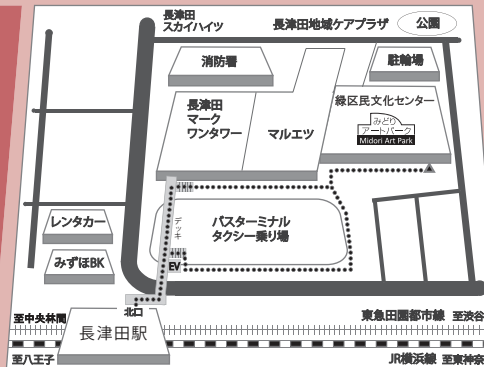 長津田
スカイハイツ
長津田地域ケアプラザ
公園
消防署
駐輪場
長津田
マーク
ワンタワー
マルエツ
緑区民文化センター
みどり
アートパーク
Midori Art Park
レンタカー
みずほBK
デッキ
バスターミナル
タクシー乗り場
EV
北口
至中央林間
東急田園都市線 至渋谷
長津田駅
至八王子
JR横浜線 至東神奈